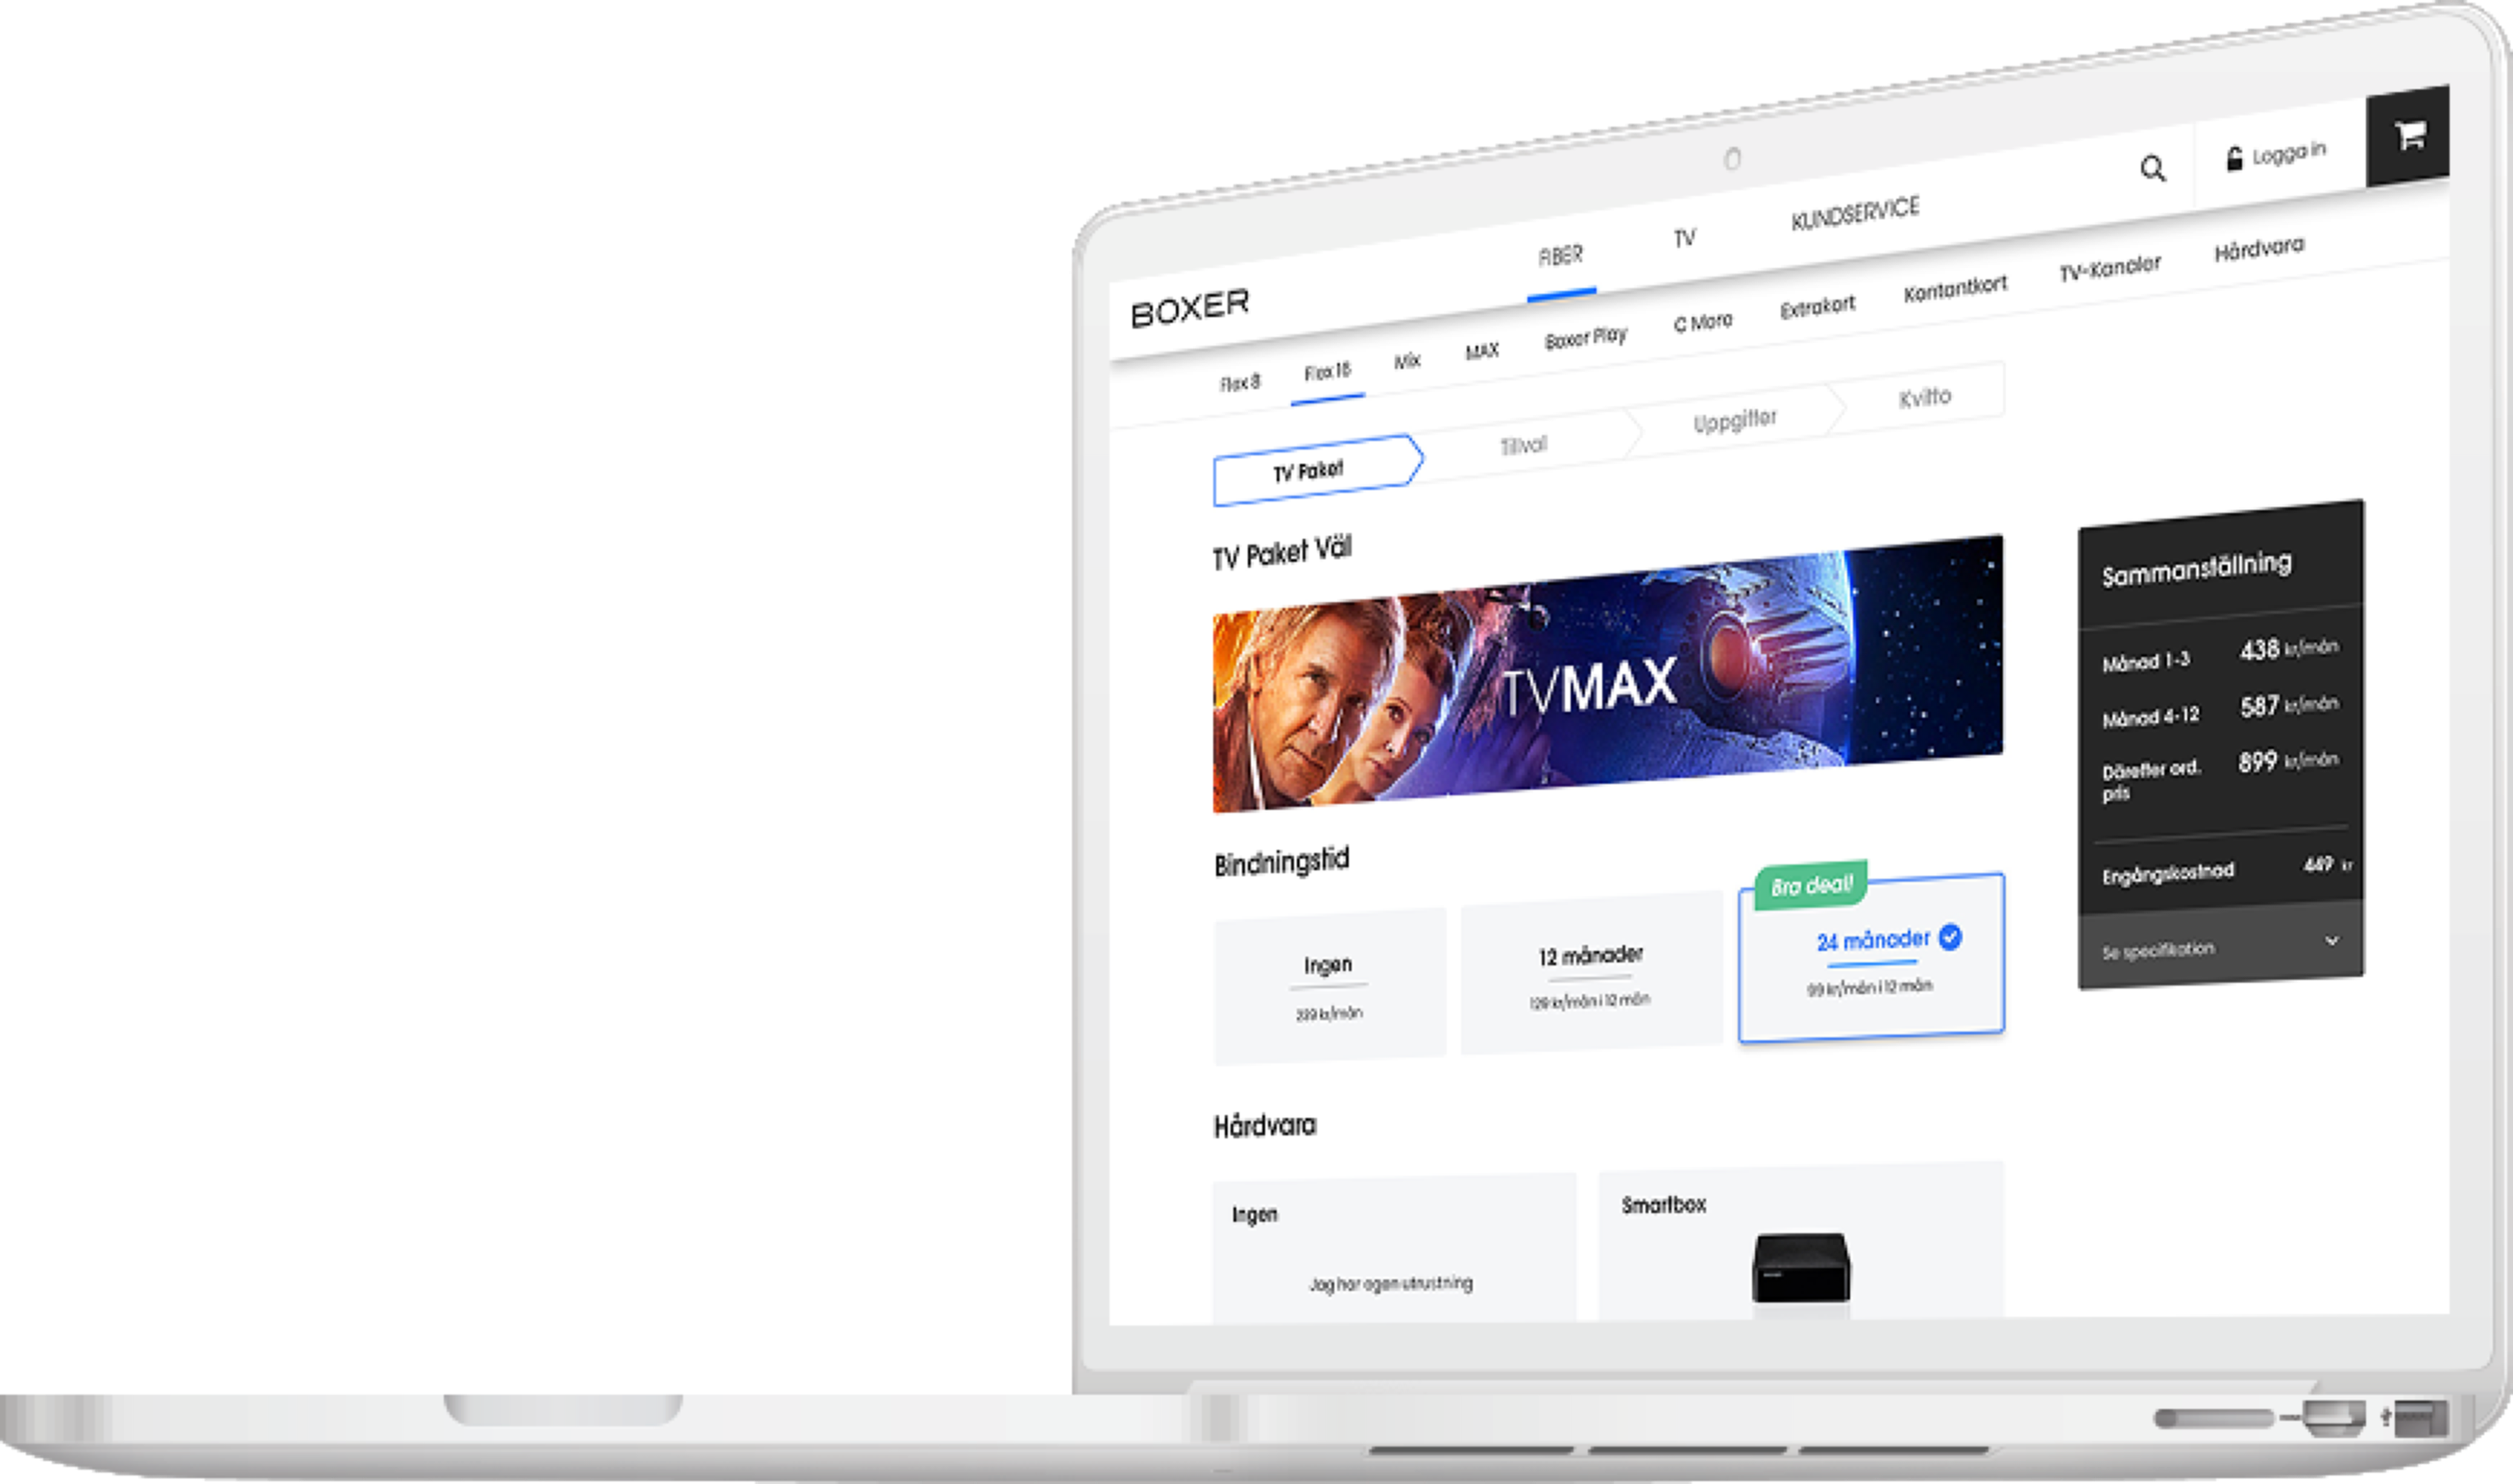 Logga in
FIBER TV KUNDSERVICE
BOXER
Flex 8 Flex 16 Mix MAX Boxer Play C More Extrakort Kontantkort TV-Kanaler Hårdvara
TV Paket Tillval Uppgifter Kvitto
TV Paket Väl
TVMAX
Sammanställning
Månad 1-3 438 kr/mån
Månad 4-12 587 kr/mån
Därefter ord. 899 kr/mån
pris
Engångskostnad 449 kr
Se specifikation
Bindningstid
Bra deal!
Ingen
kr/mån
12 månader
129 kr/mån i 12 mån
24 månader
99 kr/mån i 12 mån
Hårdvara
Ingen
Jag har egen utrustning
Smartbox